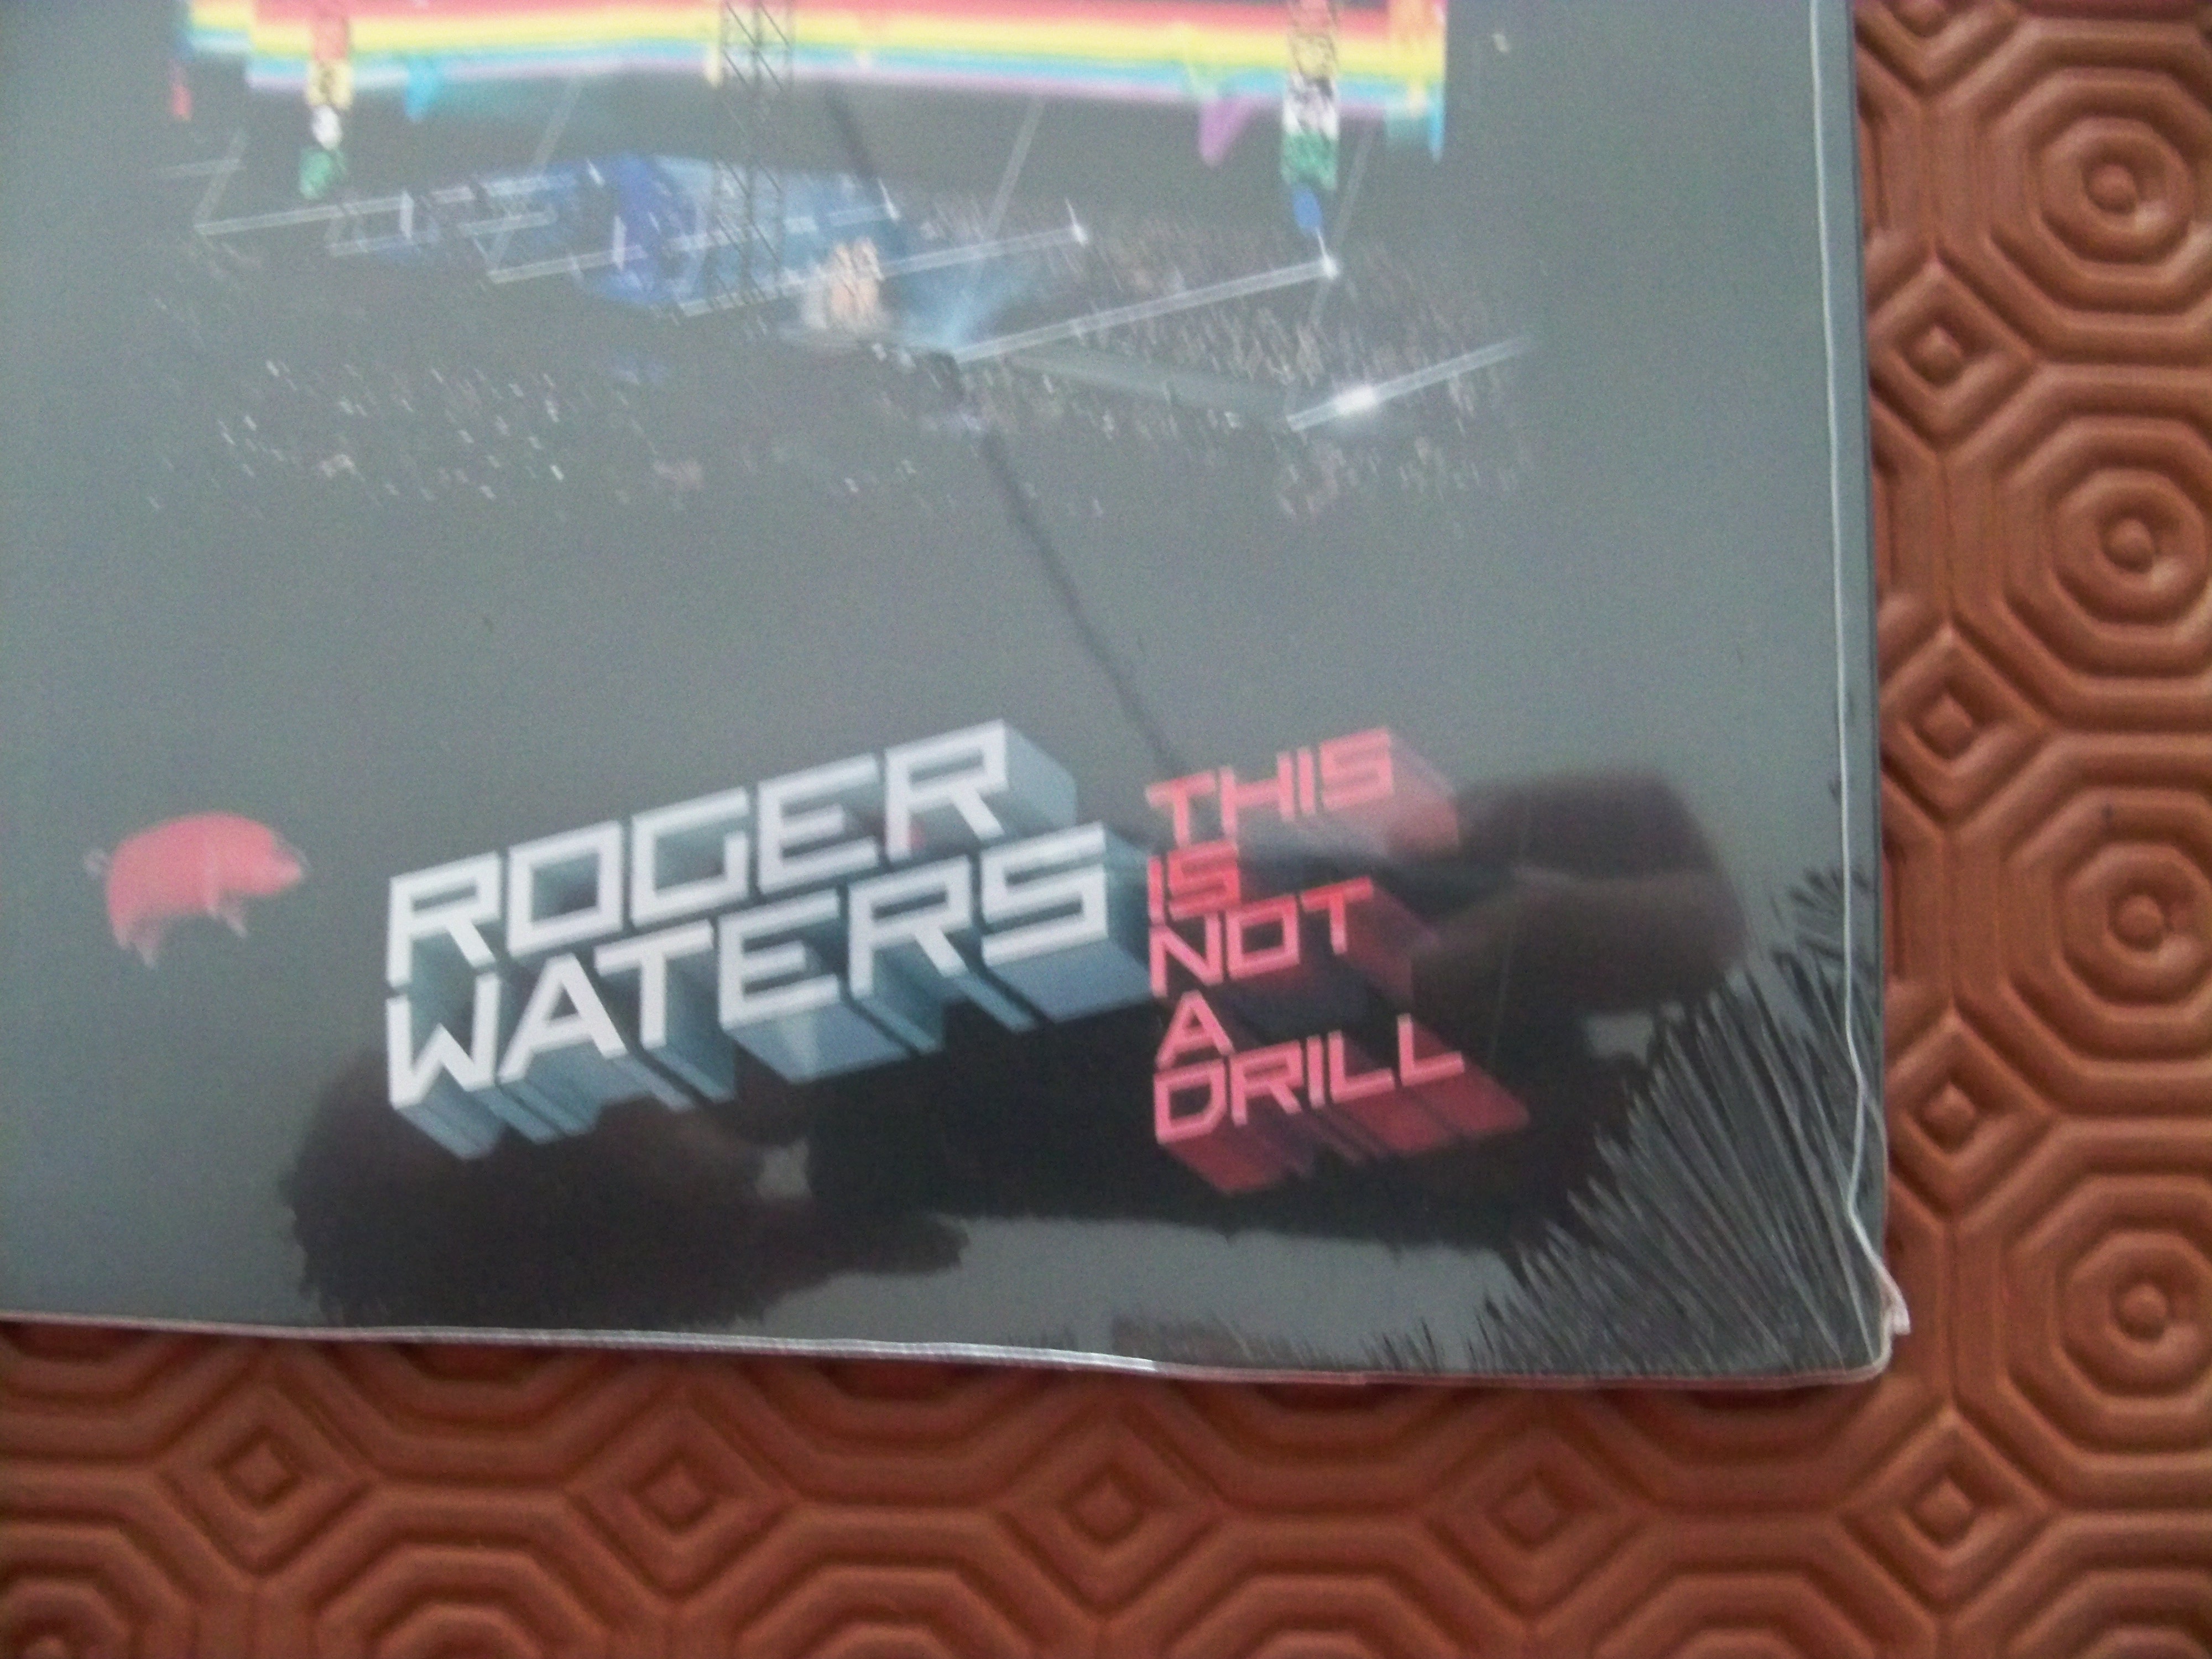 ROGER
WATERS
THIS
IS
NOT
A
DRILL